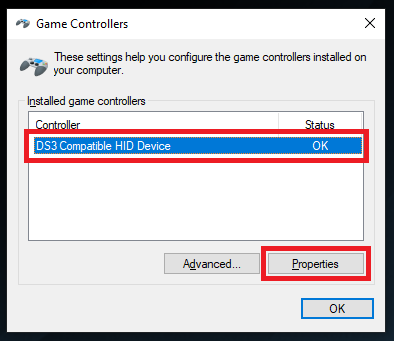 Game Controllers
These settings help you configure the game controllers installed on
your computer.
Installed game controllers
Controller Status
DS3 Compatible HID Device OK
Advanced... Properties
OK